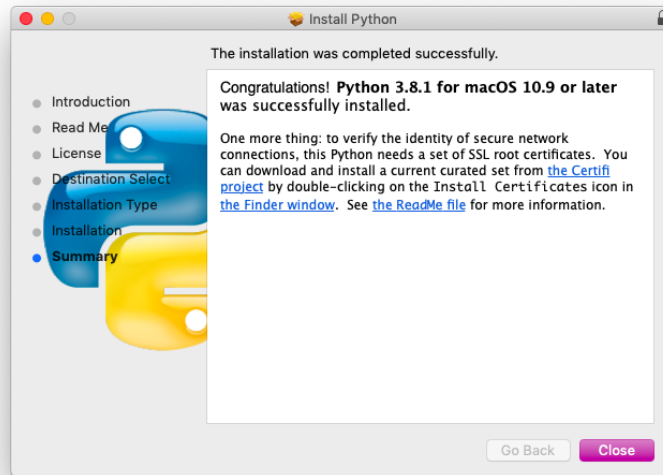 Install Python
The installation was completed successfully.
Introduction
Read Me
License
Destination Select
Installation Type
Installation
Summary
Congratulations! Python 3.8.1 for macOS 10.9 or later
was successfully installed.
One more thing: to verify the identity of secure network
connections, this Python needs a set of SSL root certificates.  You
can download and install a current curated set from the Certifi
project by double-clicking on the Install Certificates icon in
the Finder window.  See the ReadMe file for more information.
Go Back
Close